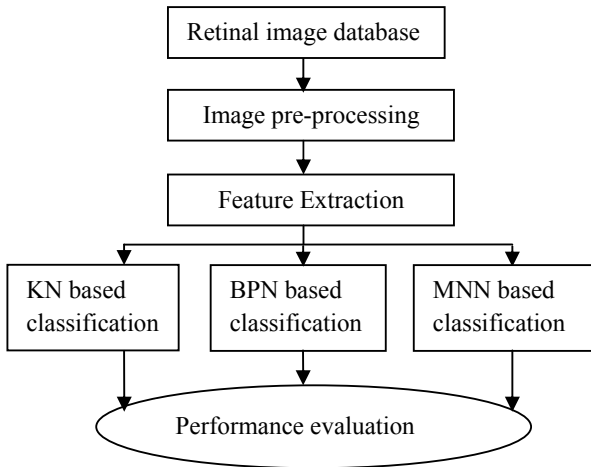 Retinal image database
Image pre-processing
Feature Extraction
KN based
classification
BPN based
classification
MNN based
classification
Performance evaluation